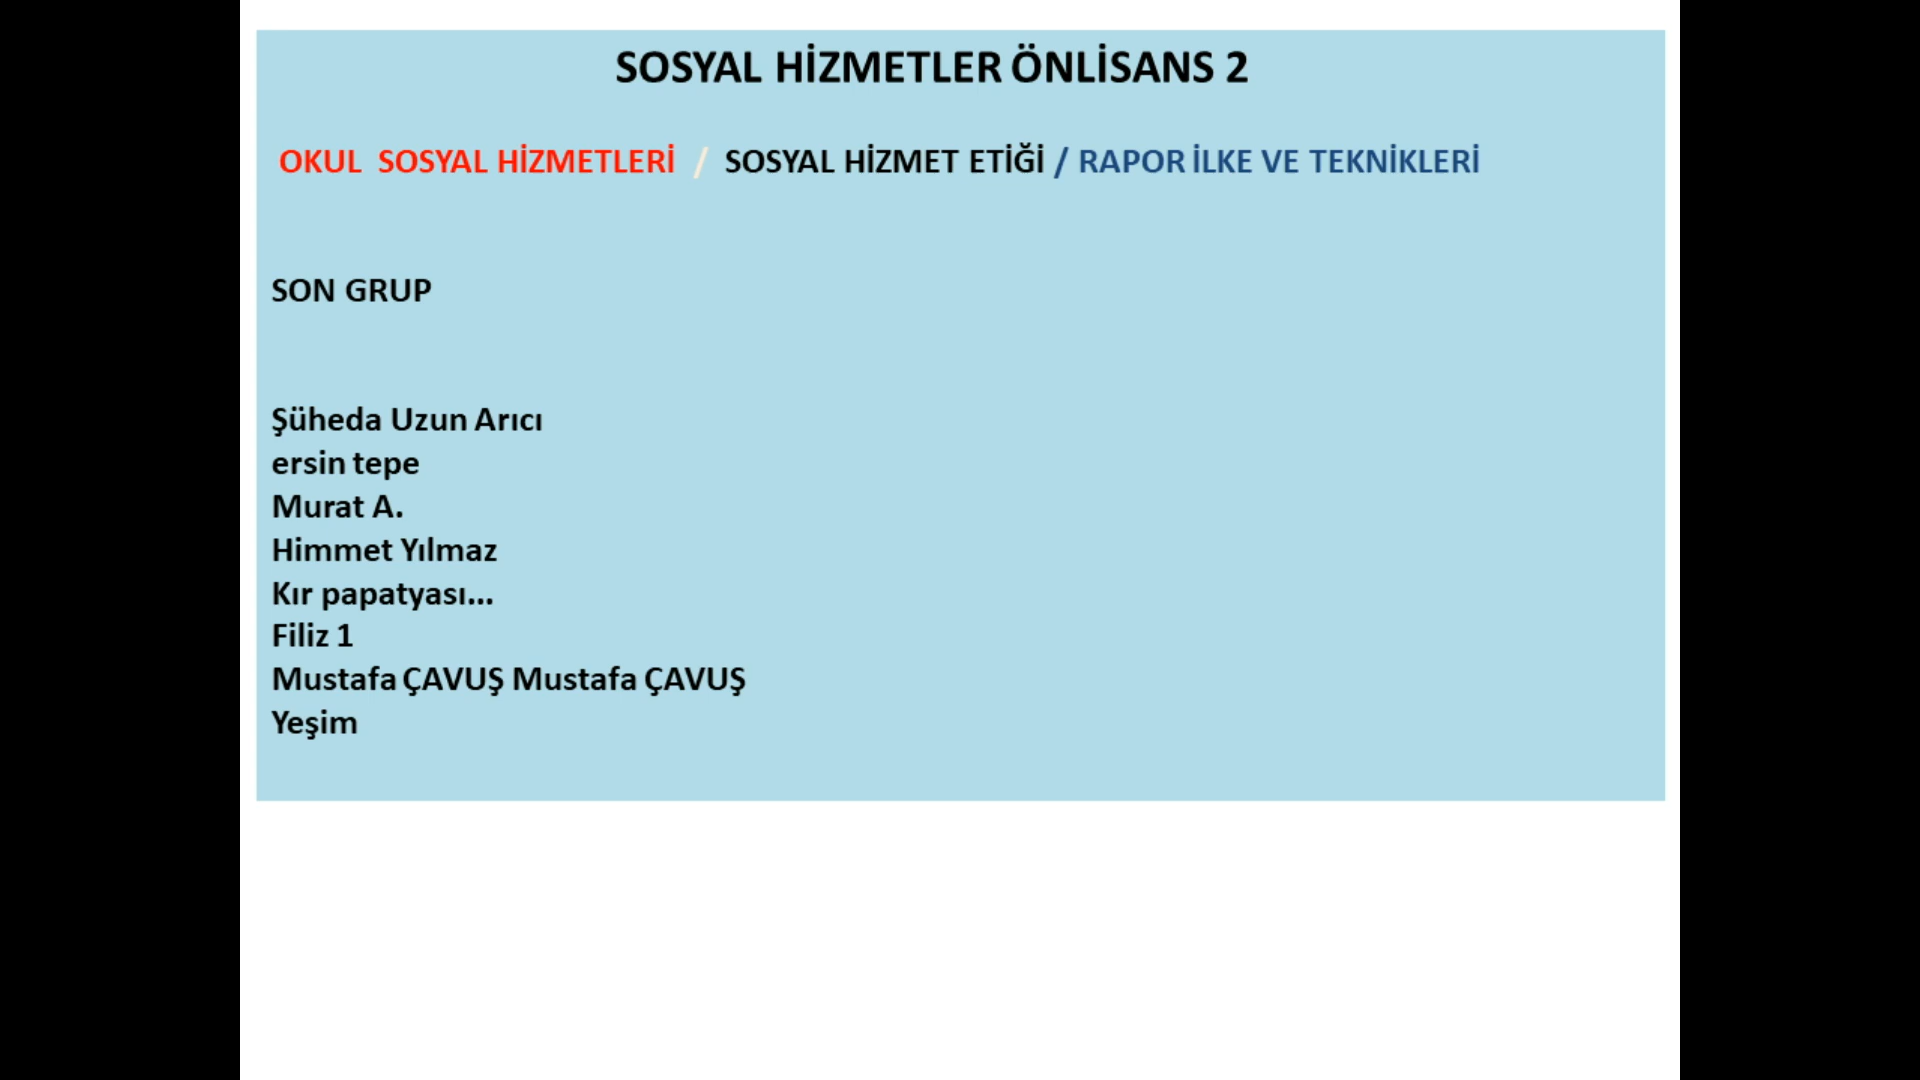 SOSYAL HİZMETLER ÖNLİSANS 2
OKUL SOSYAL HİZMETLERİ / SOSYAL HİZMET ETİĞİ / RAPOR İLKE VE TEKNİKLERİ
SON GRUP
Şüheda Uzun Arıcı
ersin tepe
Murat A.
Himmet Yılmaz
Kır papatyası...
Filiz 1
Mustafa ÇAVUŞ Mustafa ÇAVUŞ
Yeşim